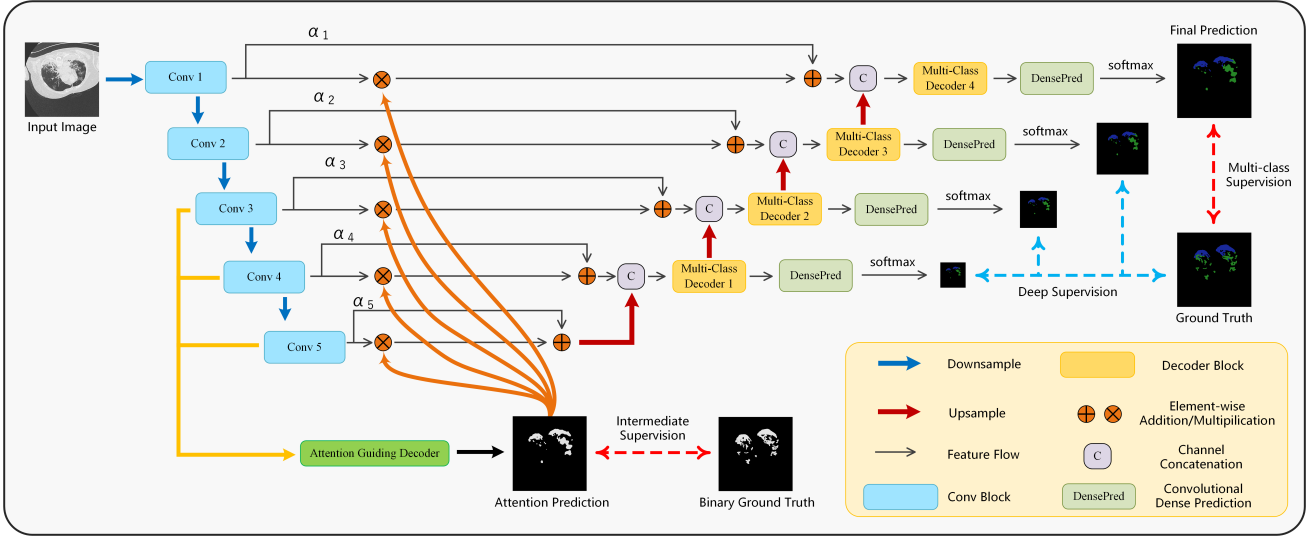 α 1
Final Prediction
Conv 1
C
Multi-Class
Decoder 4
DensePred
softmax
Input Image
α 2
Conv 2
C
Multi-Class
Decoder 3
DensePred
softmax
α 3
Multi-class
Supervision
Conv 3
C
Multi-Class
Decoder 2
DensePred
softmax
α 4
Conv 4
C
Multi-Class
Decoder 1
DensePred
softmax
Deep Supervision
Ground Truth
α 5
Conv 5
Attention Guiding Decoder
Intermediate
Supervision
Attention Prediction
Binary Ground Truth
Downsample
Decoder Block
Upsample
Element-wise
Addition/Multipilication
Feature Flow
C
Channel
Concatenation
Conv Block
DensePred
Convolutional
Dense Prediction